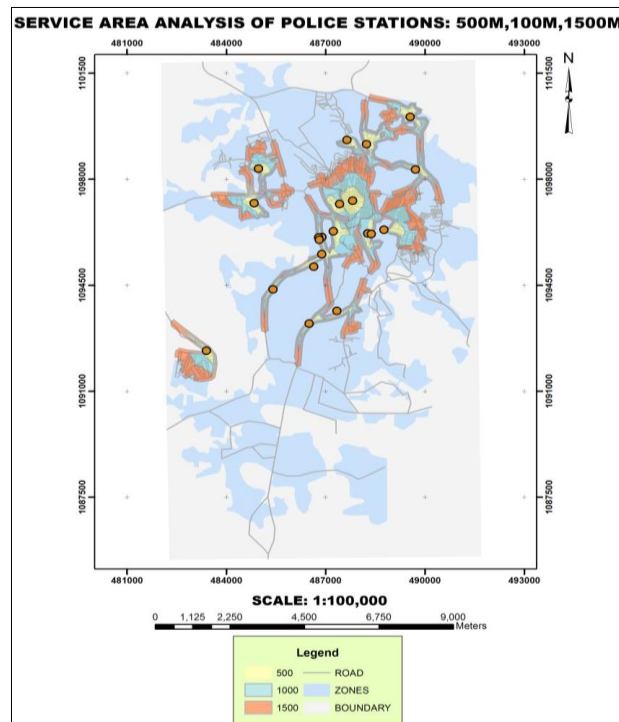 SERVICE AREA ANALYSIS OF POLICE STATIONS: 500M,100M,1500M
481000 484000 487000 490000 493000
N
1101500 1101500
1098000 1098000
1094500 1094500
1091000 1091000
1087500 1087500
481000 484000 487000 490000 493000
SCALE: 1:100,000
0 1,125 2,250 4,500 6,750 9,000
Meters
Legend
500 ROAD
1000 ZONES
1500 BOUNDARY